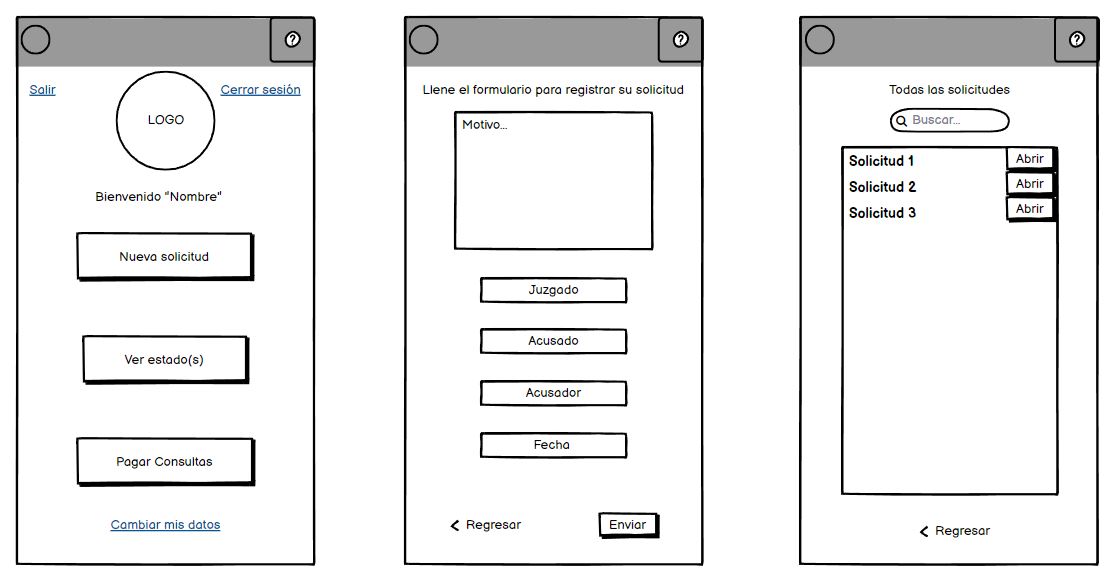 ?
Salir
Cerrar sesión
LOGO
Bienvenido "Nombre"
Nueva solicitud
Ver estado(s)
Pagar Consultas
Cambiar mis datos
?
Llene el formulario para registrar su solicitud
Motivo...
Juzgado
Acusado
Acusador
Fecha
Regresar
Enviar
?
Todas las solicitudes
Buscar...
Solicitud 1 Abrir
Solicitud 2 Abrir
Solicitud 3 Abrir
Regresar